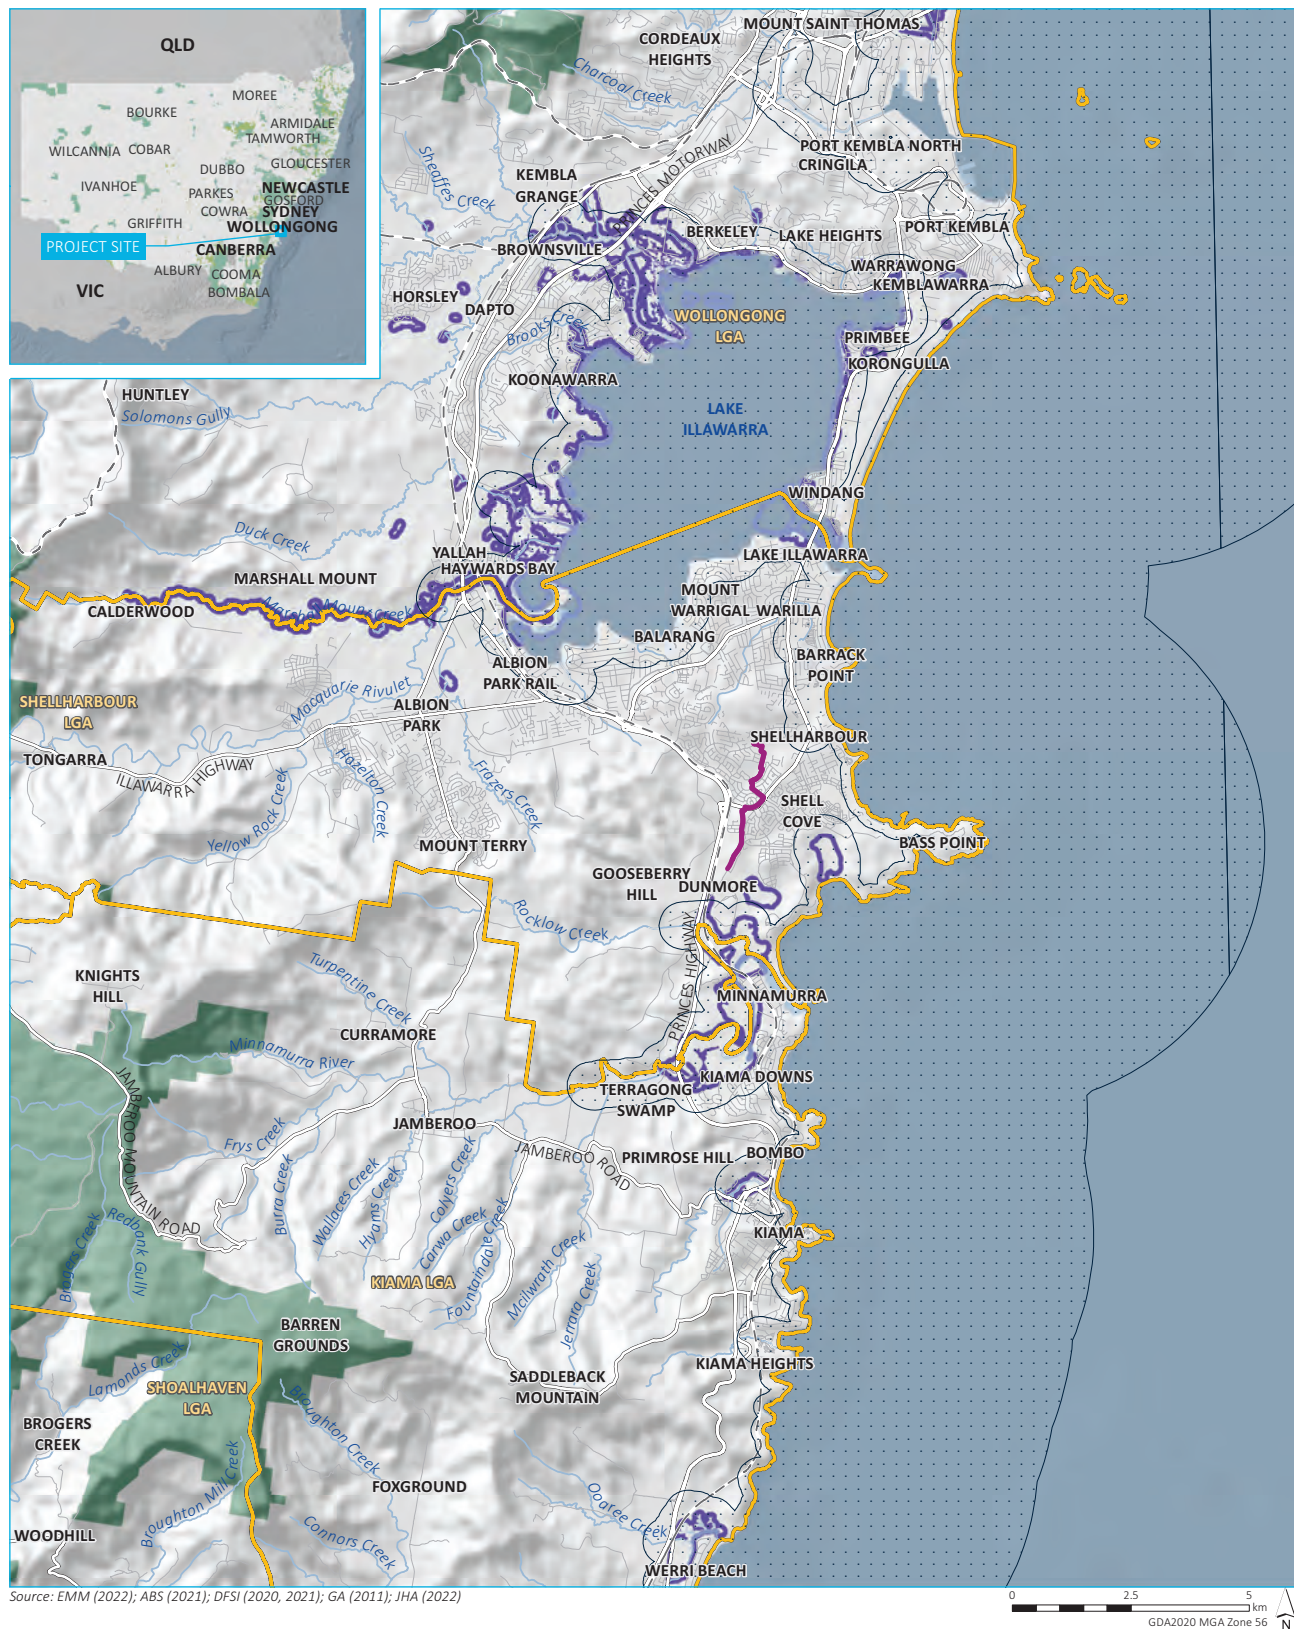 QLD
MOREE
BOURKE
ARMIDALE
TAMWORTH
WILCANNIA
COBAR
GLOUCESTER
DUBBO
IVANHOE
PARKES
NEWCASTLE
GOSFORD
COWRA
SYDNEY
GRIFFITH
WOLLONGONG
PROJECT SITE
CANBERRA
ALBURY
COOMA
VIC
BOMBALA
MOUNT SAINT THOMAS
CORDEAUX
HEIGHTS
Charcoal Creek
PRINCES MOTORWAY
PORT KEMBLA NORTH
CRINGILA
Sheaffes Creek
KEMBLA
GRANGE
BERKELEY
LAKE HEIGHTS
PORT KEMBLA
BROWNSVILLE
WARRAWONG
KEMBLAWARRA
HORSLEY
DAPTO
WOLLONGONG
LGA
Brooks Creek
PRIMBEE
KORONGULLA
KOONAWARRA
HUNTLEY
Solomons Gully
LAKE
ILLAWARRA
WINDANG
Duck Creek
YALLAH
HAYWARDS BAY
LAKE ILLAWARRA
MARSHALL MOUNT
MOUNT
WARRIGAL
WARILLA
CALDERWOOD
Marshall Mount Creek
BALARANG
BARRACK
POINT
ALBION
PARK RAIL
SHELLHARBOUR
LGA
Macquarie Rivulet
ALBION
PARK
SHELLHARBOUR
TONGARRA
ILLAWARRA HIGHWAY
Hazelton Creek
Frazers Creek
Yellow Rock Creek
SHELL
COVE
MOUNT TERRY
BASS POINT
GOOSEBERRY
HILL
DUNMORE
Rocklow Creek
PRINCES HIGHWAY
KNIGHTS
HILL
Turpentine Creek
MINNAMURRA
CURRAMORE
Minnamurra River
JAMBEROO MOUNTAIN ROAD
KIAMA DOWNS
TERRAGONG
SWAMP
JAMBEROO
Frys Creek
JAMBEROO ROAD
PRIMROSE HILL
BOMBO
Burra Creek
Wallaces Creek
Hyams Creek
Colyers Creek
Carwa Creek
Fountaindale Creek
Mcilwrath Creek
Jerrara Creek
Brogers Creek
Redbank Gully
KIAMA
KIAMA LGA
BARREN
GROUNDS
Lamonds Creek
SHOALHAVEN
LGA
SADDLEBACK
MOUNTAIN
KIAMA HEIGHTS
BROGERS
CREEK
Broughton Creek
Broughton Mill Creek
FOXGROUND
Ooaree Creek
Connors Creek
WOODHILL
WERRI BEACH
Source: EMM (2022); ABS (2021); DFSI (2020, 2021); GA (2011); JHA (2022)
0 2.5 5
km
GDA2020 MGA Zone 56
N